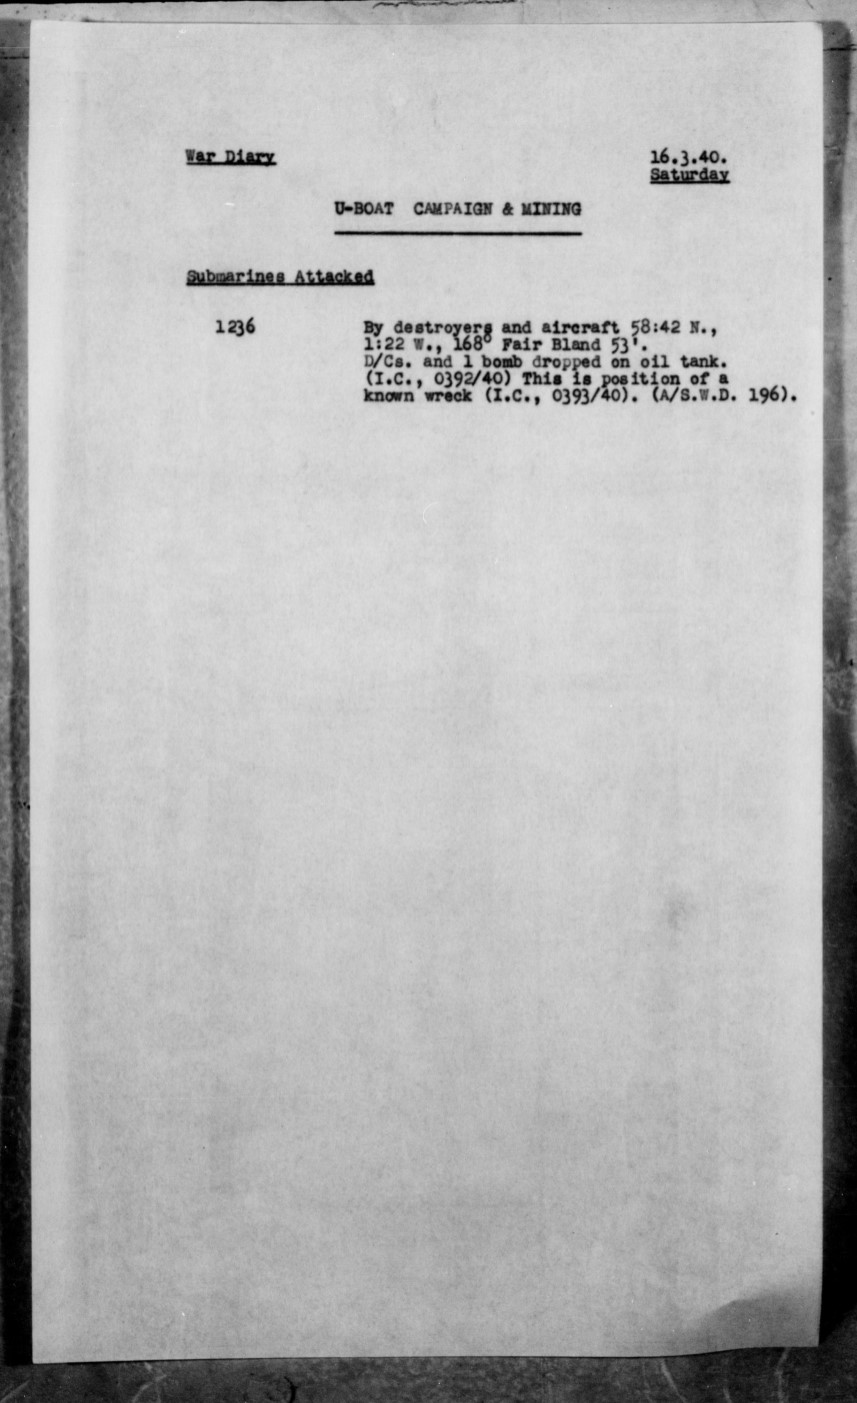 War Diary
16.3.40.
Saturday
U-BOAT CAMPAIGN & MINING
Submarines Attacked
1236
By destroyers and aircraft 58:42 N.,
1:22 W., 168° Fair Bland 53'.
D/Cs. and 1 bomb dropped on oil tank.
(I.C., 0392/40) This is position of a
known wreck (I.C., 0393/40). (A/S.W.D. 196).